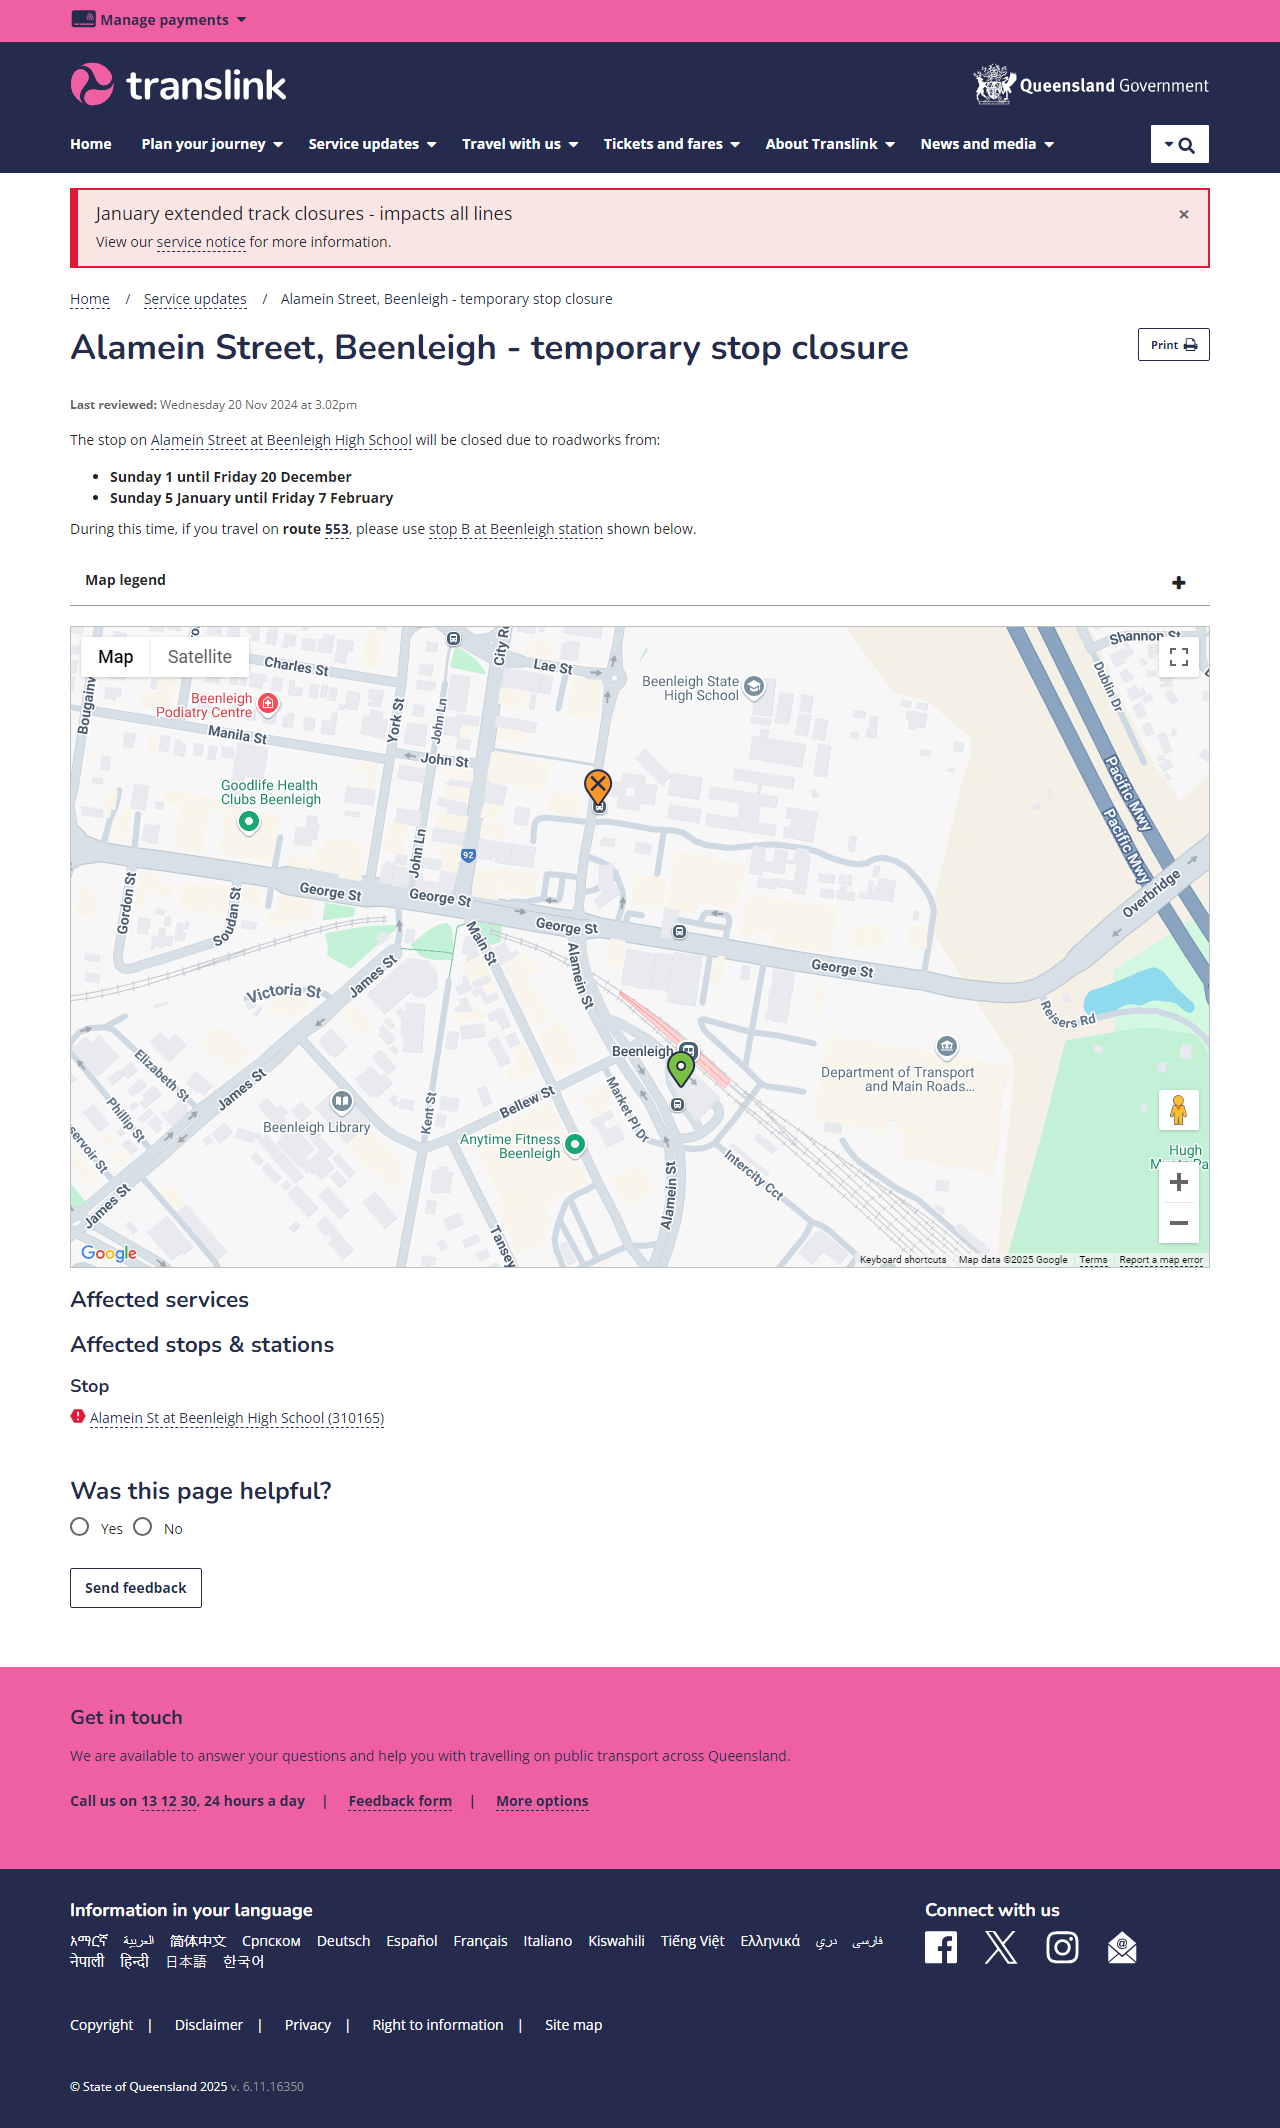 Manage payments
translink
Queensland Government
Home Plan your journey Service updates Travel with us Tickets and fares About Translink News and media
January extended track closures - impacts all lines ×
View our service notice for more information.
Home / Service updates / Alamein Street, Beenleigh - temporary stop closure
Alamein Street, Beenleigh - temporary stop closure
Print
Last reviewed: Wednesday 20 Nov 2024 at 3.02pm
The stop on Alamein Street at Beenleigh High School will be closed due to roadworks from:
• Sunday 1 until Friday 20 December
• Sunday 5 January until Friday 7 February
During this time, if you travel on route 553, please use stop B at Beenleigh station shown below.
Map legend
Map Satellite
Shannon St
Charles St
Lae St
Dublin Dr
Beenleigh State
High School
Beenleigh
Podiatry Centre
York St
John Ln
Manila St
John St
Pacific Mwy
Goodlife Health
Clubs Beenleigh
Pacific Mwy
John Ln
92
George St
George St
George St
George St
Overbridge
Gordon St
Soudan St
Main St
Alamein St
James St
Victoria St
Reisers Rd
Beenleigh
Department of Transport
and Main Roads...
Elizabeth St
James St
Phillip St
Beenleigh Library
Kent St
Bellew St
Market Pl Dr
Anytime Fitness
Beenleigh
Hugh
Intercity Cct
James St
Alamein St
Tansey
Google
Keyboard shortcuts Map data ©2025 Google Terms Report a map error
Affected services
Affected stops & stations
Stop
Alamein St at Beenleigh High School (310165)
Was this page helpful?
Yes No
Send feedback
Get in touch
We are available to answer your questions and help you with travelling on public transport across Queensland.
Call us on 13 12 30, 24 hours a day | Feedback form | More options
Information in your language
አማርኛ العربية 简体中文 Српском Deutsch Español Français Italiano Kiswahili Tiếng Việt Ελληνικά دري فارسی
नेपाली हिन्दी 日本語 한국어
Connect with us
Copyright | Disclaimer | Privacy | Right to information | Site map
© State of Queensland 2025 v. 6.11.16350